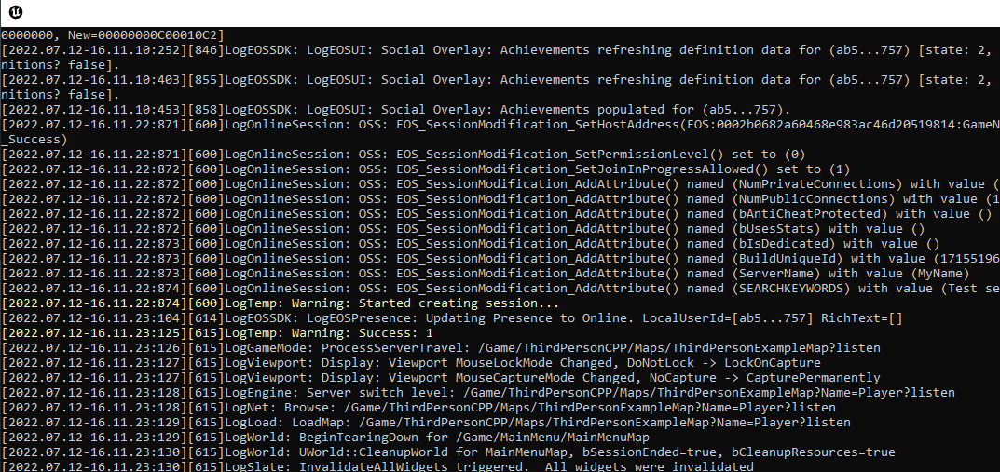 0000000, New=00000000C00010C2]
[2022.07.12-16.11.10:252][846]LogEOSSDK: LogEOSUI: Social Overlay: Achievements refreshing definition data for (ab5...757) [state: 2,
nitions? false].
[2022.07.12-16.11.10:403][855]LogEOSSDK: LogEOSUI: Social Overlay: Achievements refreshing definition data for (ab5...757) [state: 2,
nitions? false].
[2022.07.12-16.11.10:453][858]LogEOSSDK: LogEOSUI: Social Overlay: Achievements populated for (ab5...757).
[2022.07.12-16.11.22:871][600]LogOnlineSession: OSS: EOS_SessionModification_SetHostAddress(EOS:0002b0682a60468e983ac46d20519814:GameN
_Success)
[2022.07.12-16.11.22:871][600]LogOnlineSession: OSS: EOS_SessionModification_SetPermissionLevel() set to (0)
[2022.07.12-16.11.22:872][600]LogOnlineSession: OSS: EOS_SessionModification_SetJoinInProgressAllowed() set to (1)
[2022.07.12-16.11.22:872][600]LogOnlineSession: OSS: EOS_SessionModification_AddAttribute() named (NumPrivateConnections) with value (
[2022.07.12-16.11.22:872][600]LogOnlineSession: OSS: EOS_SessionModification_AddAttribute() named (NumPublicConnections) with value (1
[2022.07.12-16.11.22:872][600]LogOnlineSession: OSS: EOS_SessionModification_AddAttribute() named (bAntiCheatProtected) with value ()
[2022.07.12-16.11.22:872][600]LogOnlineSession: OSS: EOS_SessionModification_AddAttribute() named (bUsesStats) with value ()
[2022.07.12-16.11.22:873][600]LogOnlineSession: OSS: EOS_SessionModification_AddAttribute() named (bIsDedicated) with value ()
[2022.07.12-16.11.22:873][600]LogOnlineSession: OSS: EOS_SessionModification_AddAttribute() named (BuildUniqueId) with value (17155196
[2022.07.12-16.11.22:873][600]LogOnlineSession: OSS: EOS_SessionModification_AddAttribute() named (ServerName) with value (MyName)
[2022.07.12-16.11.22:874][600]LogOnlineSession: OSS: EOS_SessionModification_AddAttribute() named (SEARCHKEYWORDS) with value (Test se
[2022.07.12-16.11.22:874][600]LogTemp: Warning: Started creating session...
[2022.07.12-16.11.23:104][614]LogEOSSDK: LogEOSPresence: Updating Presence to Online. LocalUserId=[ab5...757] RichText=[]
[2022.07.12-16.11.23:125][615]LogTemp: Warning: Success: 1
[2022.07.12-16.11.23:126][615]LogGameMode: ProcessServerTravel: /Game/ThirdPersonCPP/Maps/ThirdPersonExampleMap?listen
[2022.07.12-16.11.23:127][615]LogViewport: Display: Viewport MouseLockMode Changed, DoNotLock -> LockOnCapture
[2022.07.12-16.11.23:127][615]LogViewport: Display: Viewport MouseCaptureMode Changed, NoCapture -> CapturePermanently
[2022.07.12-16.11.23:128][615]LogEngine: Server switch level: /Game/ThirdPersonCPP/Maps/ThirdPersonExampleMap?Name=Player?listen
[2022.07.12-16.11.23:128][615]LogNet: Browse: /Game/ThirdPersonCPP/Maps/ThirdPersonExampleMap?Name=Player?listen
[2022.07.12-16.11.23:129][615]LogLoad: LoadMap: /Game/ThirdPersonCPP/Maps/ThirdPersonExampleMap?Name=Player?listen
[2022.07.12-16.11.23:129][615]LogWorld: BeginTearingDown for /Game/MainMenu/MainMenuMap
[2022.07.12-16.11.23:130][615]LogWorld: UWorld::CleanupWorld for MainMenuMap, bSessionEnded=true, bCleanupResources=true
[2022.07.12-16.11.23:130][615]LogSlate: InvalidateAllWidgets triggered.  All widgets were invalidated